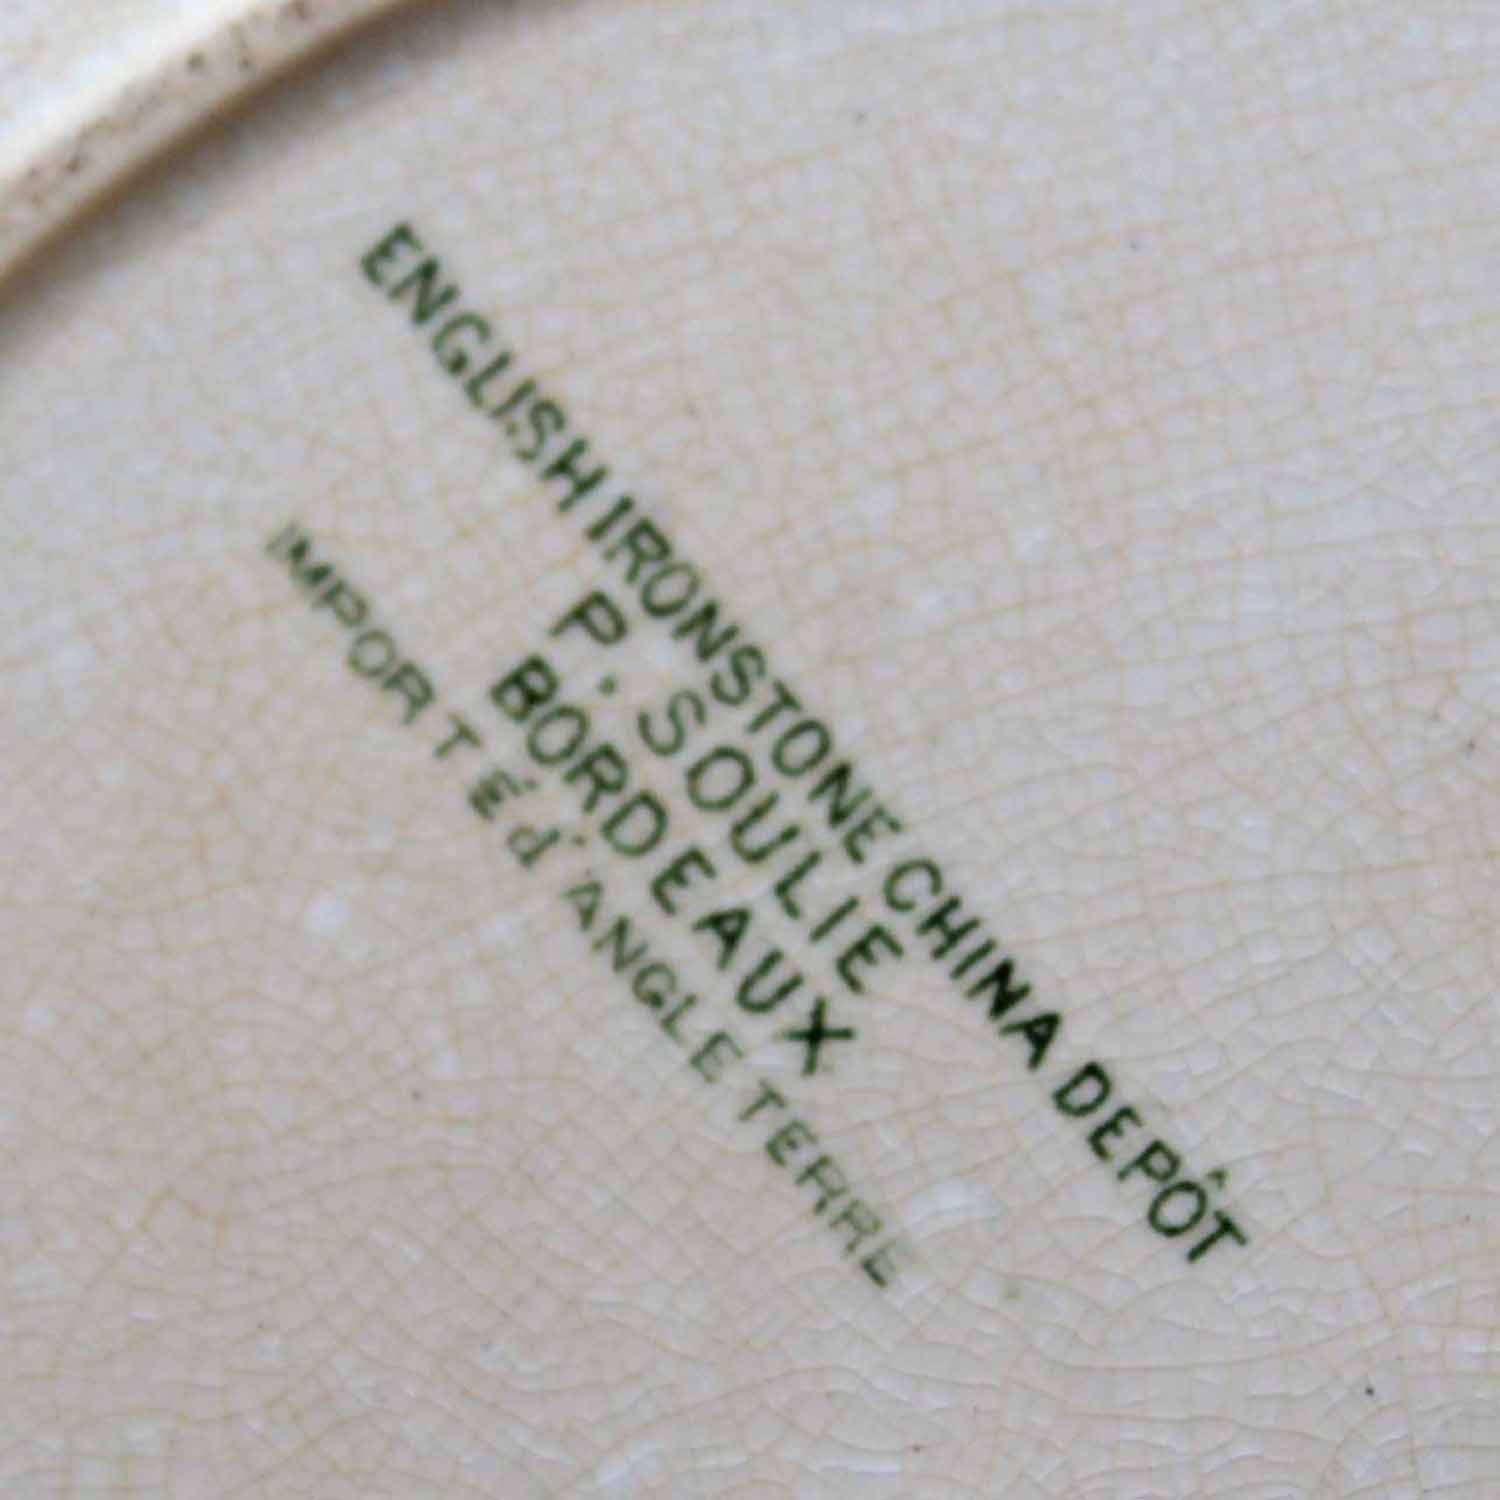 ENGLISH IRONSTONE CHINA DEPÔT
P. SOULIE
BORDEAUX
IMPORTÉ d'ANGLETERRE